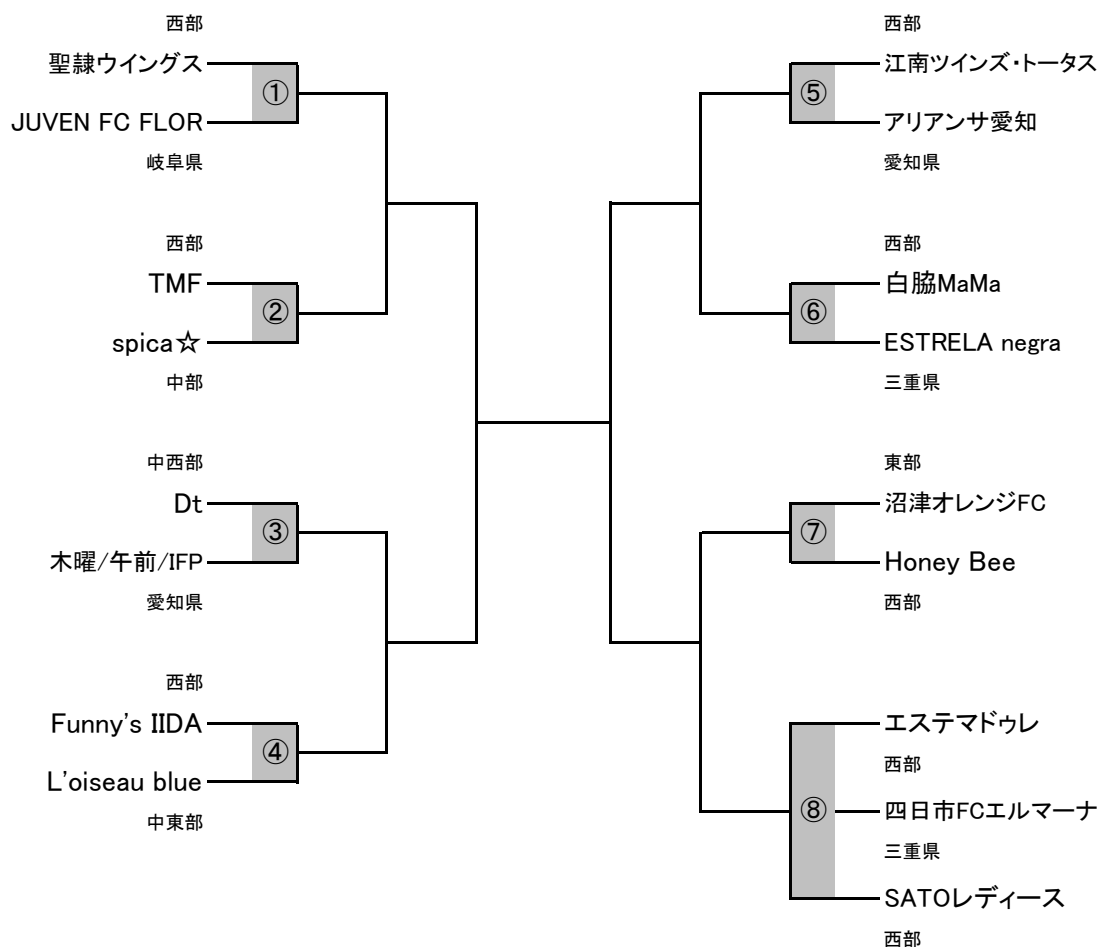 西部
聖隷ウイングス
①
JUVEN FC FLOR
岐阜県
西部
TMF
②
spica☆
中部
中西部
Dt
③
木曜/午前/IFP
愛知県
西部
Funny's IIDA
④
L'oiseau blue
中東部
西部
江南ツインズ・トータス
⑤
アリアンサ愛知
愛知県
西部
白脇MaMa
⑥
ESTRELA negra
三重県
東部
沼津オレンジFC
⑦
Honey Bee
西部
エステマドゥレ
西部
⑧
四日市FCエルマーナ
三重県
SATOレディース
西部